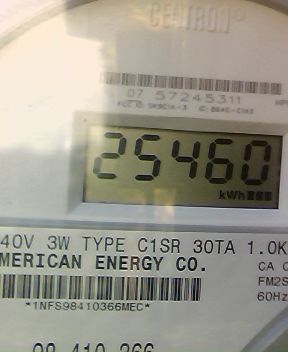 CENTRON®
07 57245311
25460
kWh
40V 3W TYPE C1SR 30TA 1.0K
MERICAN ENERGY CO.
CA
FM2S
60Hz
*1NFS98410366MEC*
98 410 366